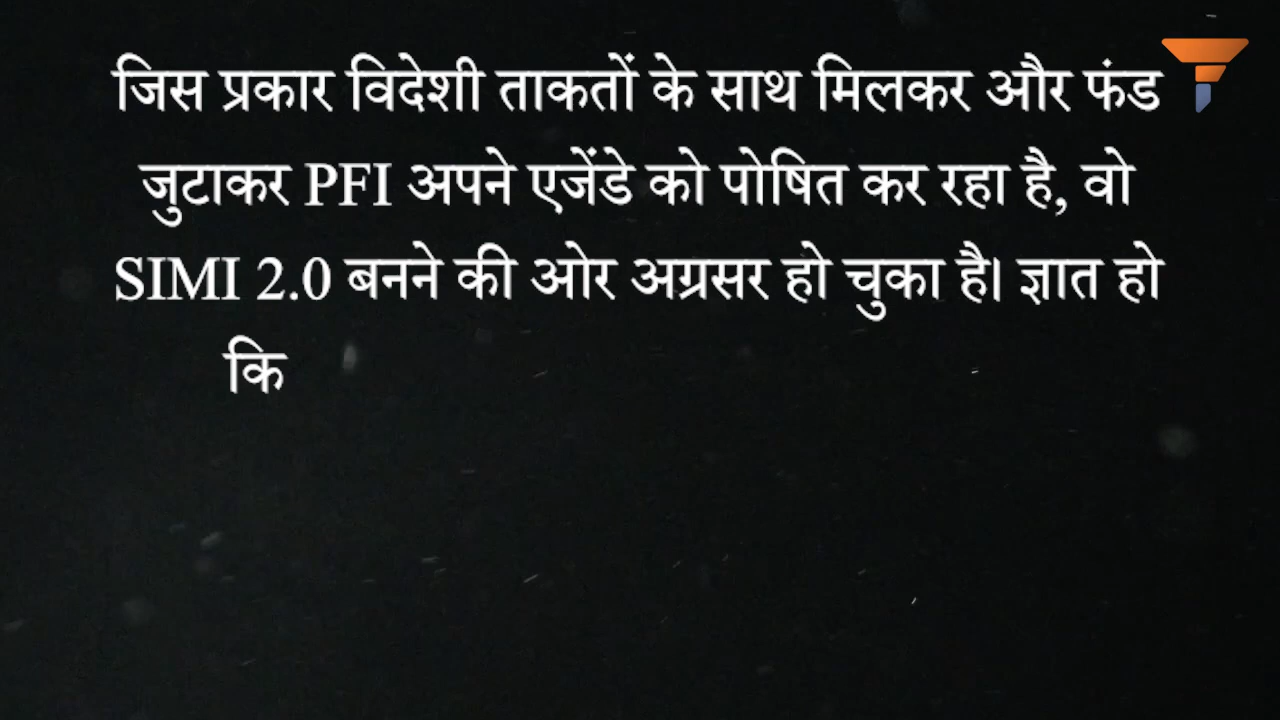 जिस प्रकार विदेशी ताकतों के साथ मिलकर और फंड
जुटाकर PFI अपने एजेंडे को पोषित कर रहा है, वो
SIMI 2.0 बनने की ओर अग्रसर हो चुका है। ज्ञात हो
कि